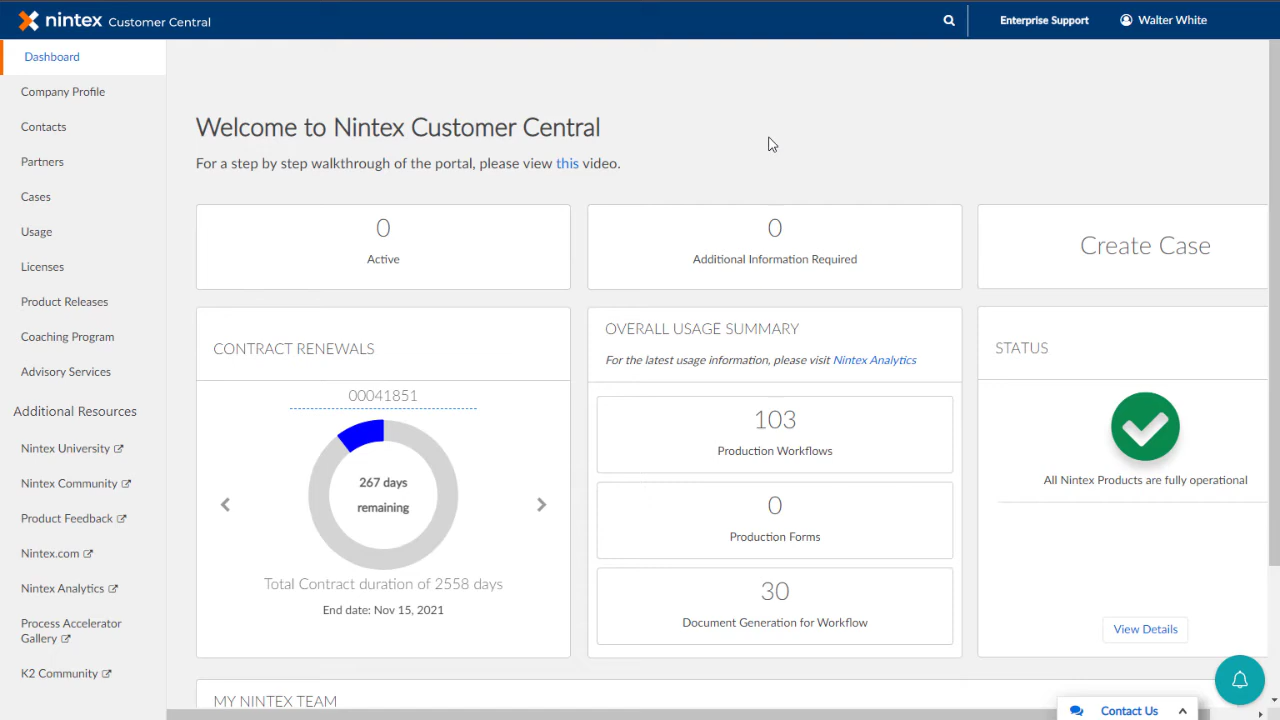 nintex Customer Central
Enterprise Support
Walter White
Dashboard
Company Profile
Contacts
Partners
Cases
Usage
Licenses
Product Releases
Coaching Program
Advisory Services
Additional Resources
Nintex University
Nintex Community
Product Feedback
Nintex.com
Nintex Analytics
Process Accelerator
Gallery
K2 Community
Welcome to Nintex Customer Central
For a step by step walkthrough of the portal, please view this video.
0
Active
0
Additional Information Required
Create Case
CONTRACT RENEWALS
00041851
267 days
remaining
Total Contract duration of 2558 days
End date: Nov 15, 2021
OVERALL USAGE SUMMARY
For the latest usage information, please visit Nintex Analytics
103
Production Workflows
0
Production Forms
30
Document Generation for Workflow
STATUS
All Nintex Products are fully operational
View Details
MY NINTEX TEAM
Contact Us